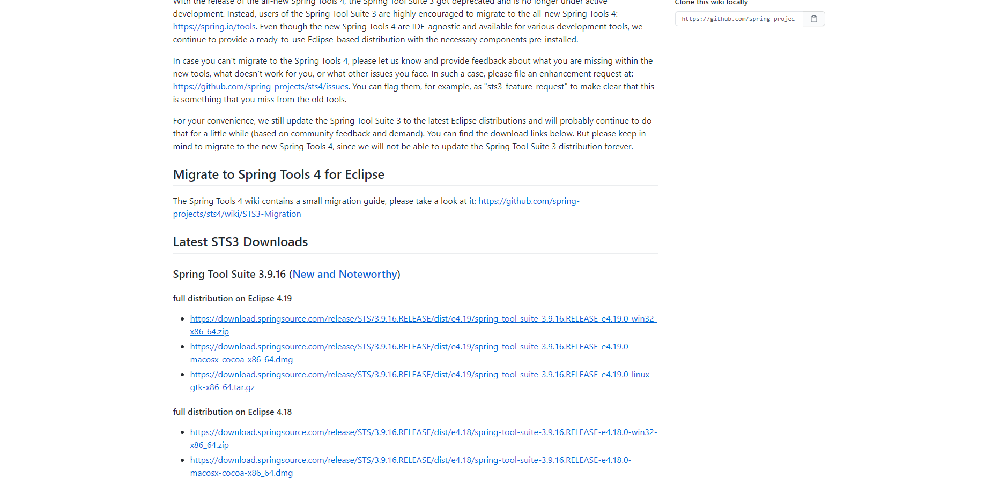 With the release of the all-new Spring Tools 4, the Spring Tool Suite 3 got deprecated and is no longer under active
development. Instead, users of the Spring Tool Suite 3 are highly encouraged to migrate to the all-new Spring Tools 4:
https://spring.io/tools. Even though the new Spring Tools 4 are IDE-agnostic and available for various development tools, we
continue to provide a ready-to-use Eclipse-based distribution with the necessary components pre-installed.
In case you can't migrate to the Spring Tools 4, please let us know and provide feedback about what you are missing within the
new tools, what doesn't work for you, or what other issues you face. In such a case, please file an enhancement request at:
https://github.com/spring-projects/sts4/issues. You can flag them, for example, as "sts3-feature-request" to make clear that this
is something that you miss from the old tools.
For your convenience, we still update the Spring Tool Suite 3 to the latest Eclipse distributions and will probably continue to do
that for a little while (based on community feedback and demand). You can find the download links below. But please keep in
mind to migrate to the new Spring Tools 4, since we will not be able to update the Spring Tool Suite 3 distribution forever.
Migrate to Spring Tools 4 for Eclipse
The Spring Tools 4 wiki contains a small migration guide, please take a look at it: https://github.com/spring-
projects/sts4/wiki/STS3-Migration
Latest STS3 Downloads
Spring Tool Suite 3.9.16 (New and Noteworthy)
full distribution on Eclipse 4.19
https://download.springsource.com/release/STS/3.9.16.RELEASE/dist/e4.19/spring-tool-suite-3.9.16.RELEASE-e4.19.0-win32-
x86_64.zip
https://download.springsource.com/release/STS/3.9.16.RELEASE/dist/e4.19/spring-tool-suite-3.9.16.RELEASE-e4.19.0-
macosx-cocoa-x86_64.dmg
https://download.springsource.com/release/STS/3.9.16.RELEASE/dist/e4.19/spring-tool-suite-3.9.16.RELEASE-e4.19.0-linux-
gtk-x86_64.tar.gz
full distribution on Eclipse 4.18
https://download.springsource.com/release/STS/3.9.16.RELEASE/dist/e4.18/spring-tool-suite-3.9.16.RELEASE-e4.18.0-win32-
x86_64.zip
https://download.springsource.com/release/STS/3.9.16.RELEASE/dist/e4.18/spring-tool-suite-3.9.16.RELEASE-e4.18.0-
macosx-cocoa-x86_64.dmg
Clone this wiki locally
https://github.com/spring-project